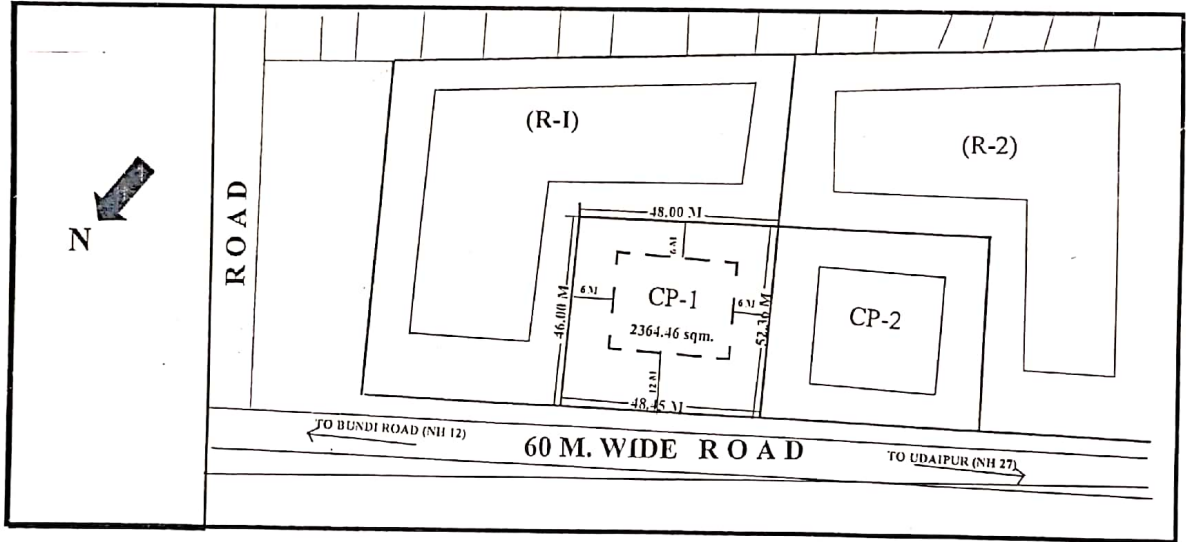 (R-I)
(R-2)
N
ROAD
48.00 M
6 M
6 M
CP-1
6 M
46.00 M
52.36 M
2364.46 sqm.
CP-2
12 M
48.45 M
TO BUNDI ROAD (NH 12)
60 M. WIDE ROAD
TO UDAIPUR (NH 27)